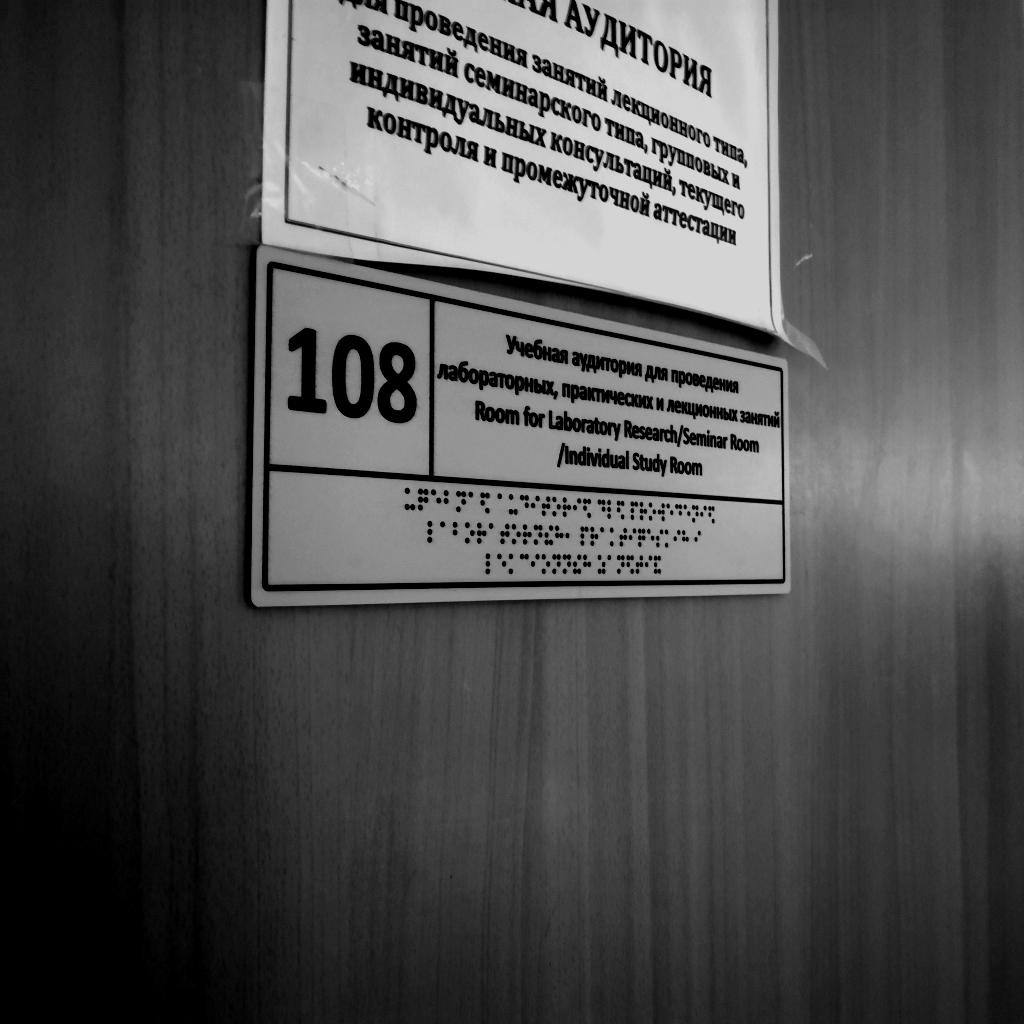 АУДИТОРИЯ
для проведения занятий лекционного типа,
занятий семинарского типа, групповых и
индивидуальных консультаций, текущего
контроля и промежуточной аттестации
108
Учебная аудитория для проведения
лабораторных, практических и лекционных занятий
Room for Laboratory Research/Seminar Room
/Individual Study Room